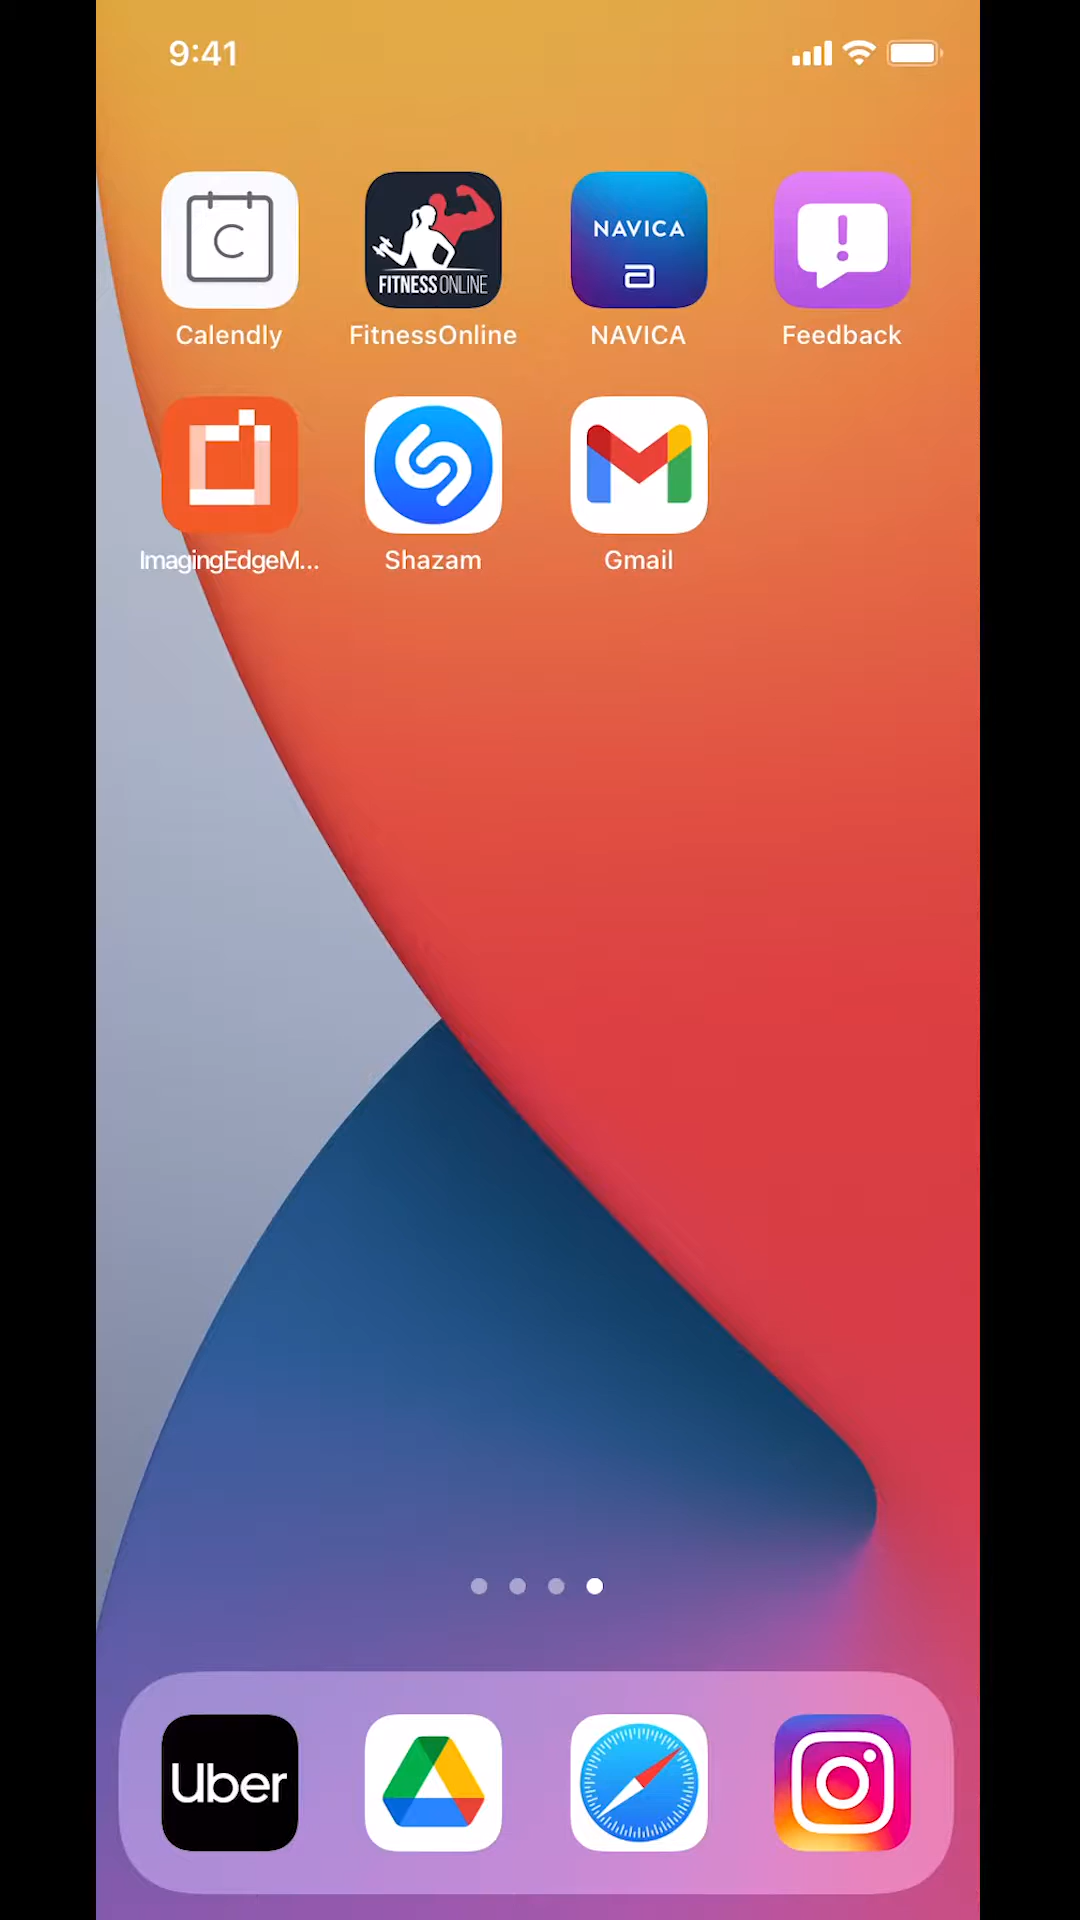 9:41
C
FITNESS ONLINE
NAVICA
Calendly
FitnessOnline
NAVICA
Feedback
ImagingEdgeM...
Shazam
Gmail
Uber